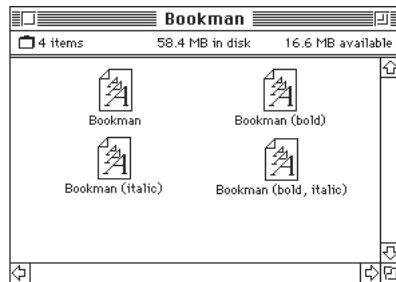 Bookman
4 items 58.4 MB in disk 16.6 MB available
Bookman Bookman (bold)
Bookman (italic) Bookman (bold, italic)